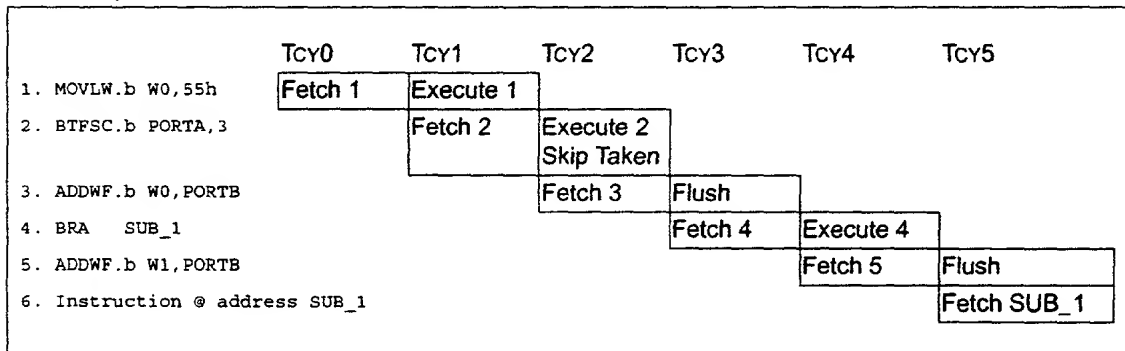 TCY0 TCY1 TCY2 TCY3 TCY4 TCY5
1. MOVLW.b W0,55h Fetch 1 Execute 1
2. BTFSC.b PORTA,3 Fetch 2 Execute 2
Skip Taken
3. ADDWF.b W0,PORTB Fetch 3 Flush
4. BRA SUB_1 Fetch 4 Execute 4
5. ADDWF.b W1,PORTB Fetch 5 Flush
6. Instruction @ address SUB_1 Fetch SUB_1